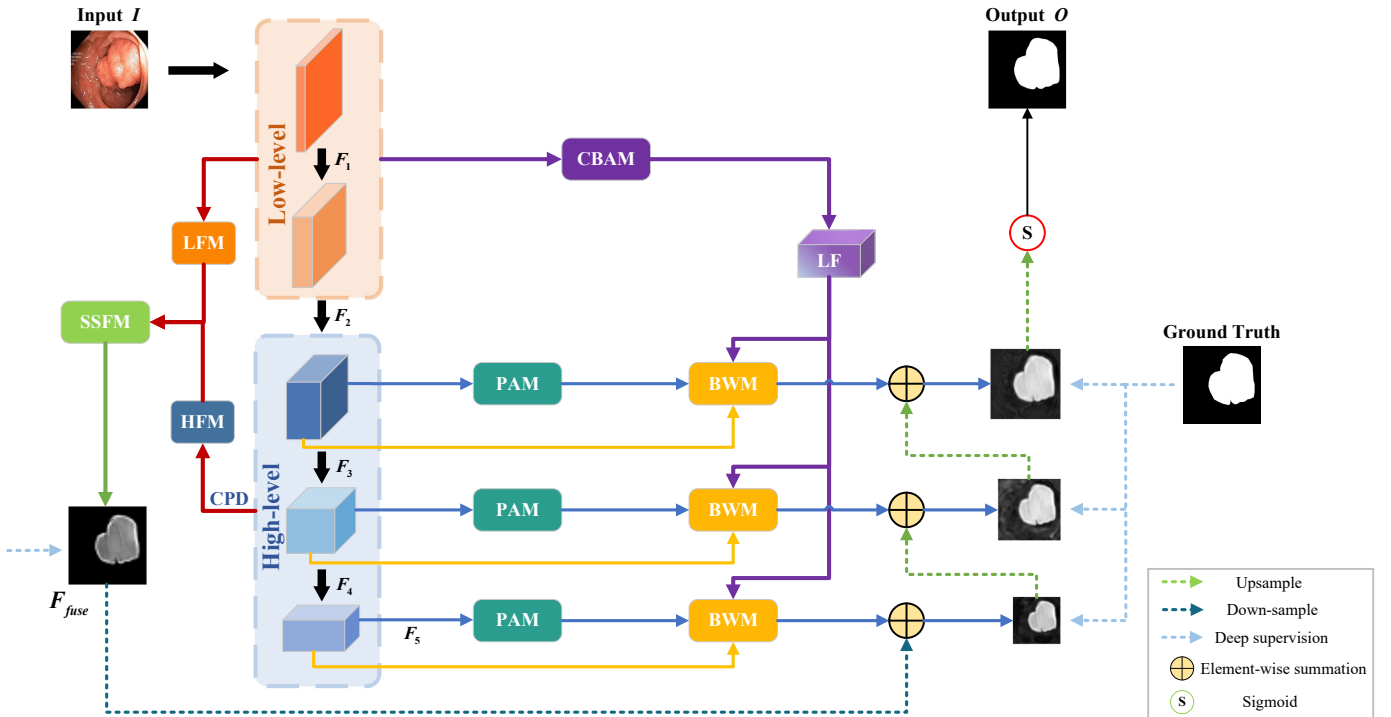 Input I
Output O
Low-level
F1
CBAM
LFM
S
LF
SSFM
F2
Ground Truth
PAM
BWM
HFM
F3
CPD
High-level
PAM
BWM
F4
Ffuse
PAM
BWM
F5
Upsample
Down-sample
Deep supervision
Element-wise summation
S Sigmoid